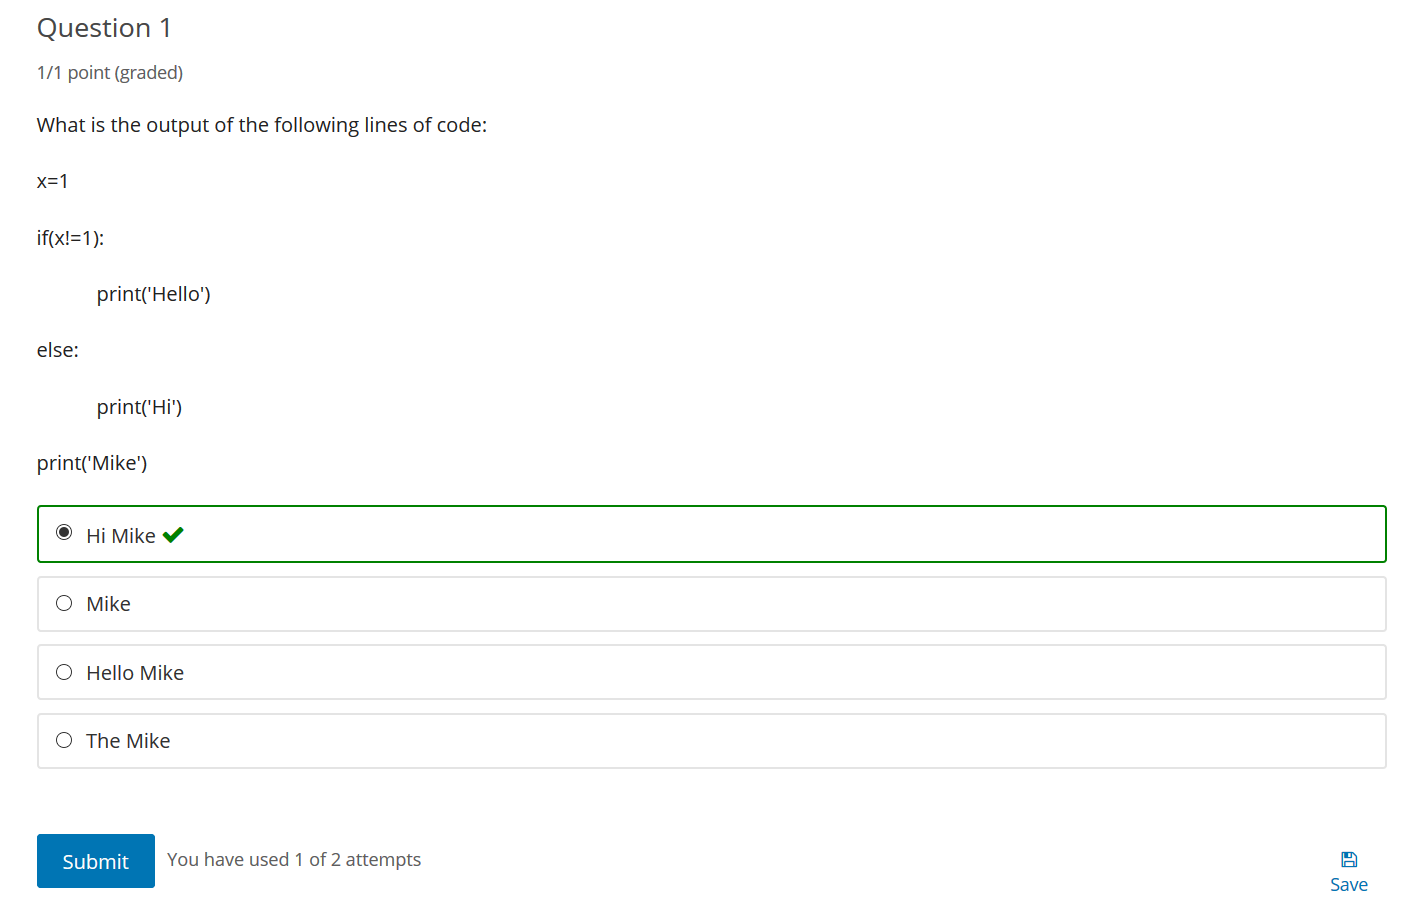 Question 1
1/1 point (graded)
What is the output of the following lines of code:
x=1
if(x!=1):
print('Hello')
else:
print('Hi')
print('Mike')
Hi Mike
Mike
Hello Mike
The Mike
Submit
You have used 1 of 2 attempts
Save